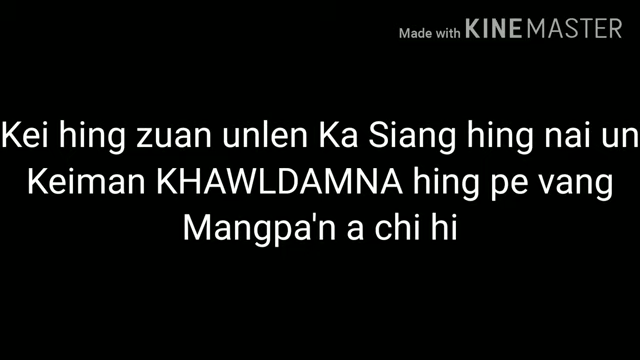 Made with KINEMASTER
Kei hing zuan unlen Ka Siang hing nai un
Keiman KHAWLDAMNA hing pe vang
Mangpa'n a chi hi